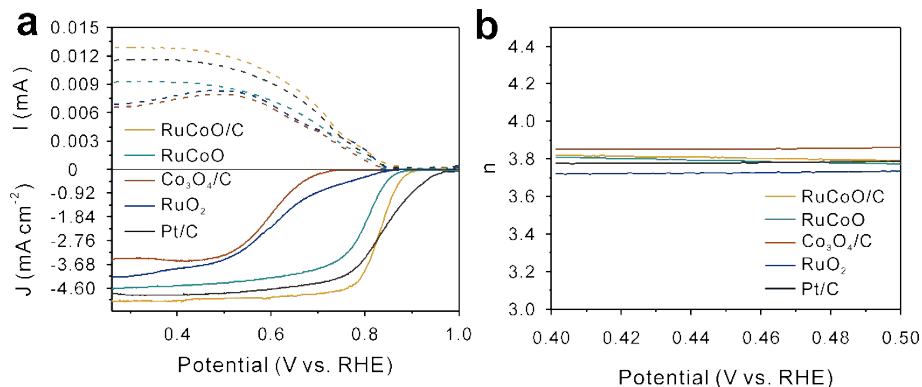 a
0.015
0.012
0.009
0.006
0.003
0
-0.92
-1.84
-2.76
-3.68
-4.60
I (mA)
J (mA cm⁻²)
RuCoO/C
RuCoO
Co₃O₄/C
RuO₂
Pt/C
0.4 0.6 0.8 1.0
Potential (V vs. RHE)
b
4.4
4.2
4.0
3.8
3.6
3.4
3.2
3.0
n
RuCoO/C
RuCoO
Co₃O₄/C
RuO₂
Pt/C
0.40 0.42 0.44 0.46 0.48 0.50
Potential (V vs. RHE)